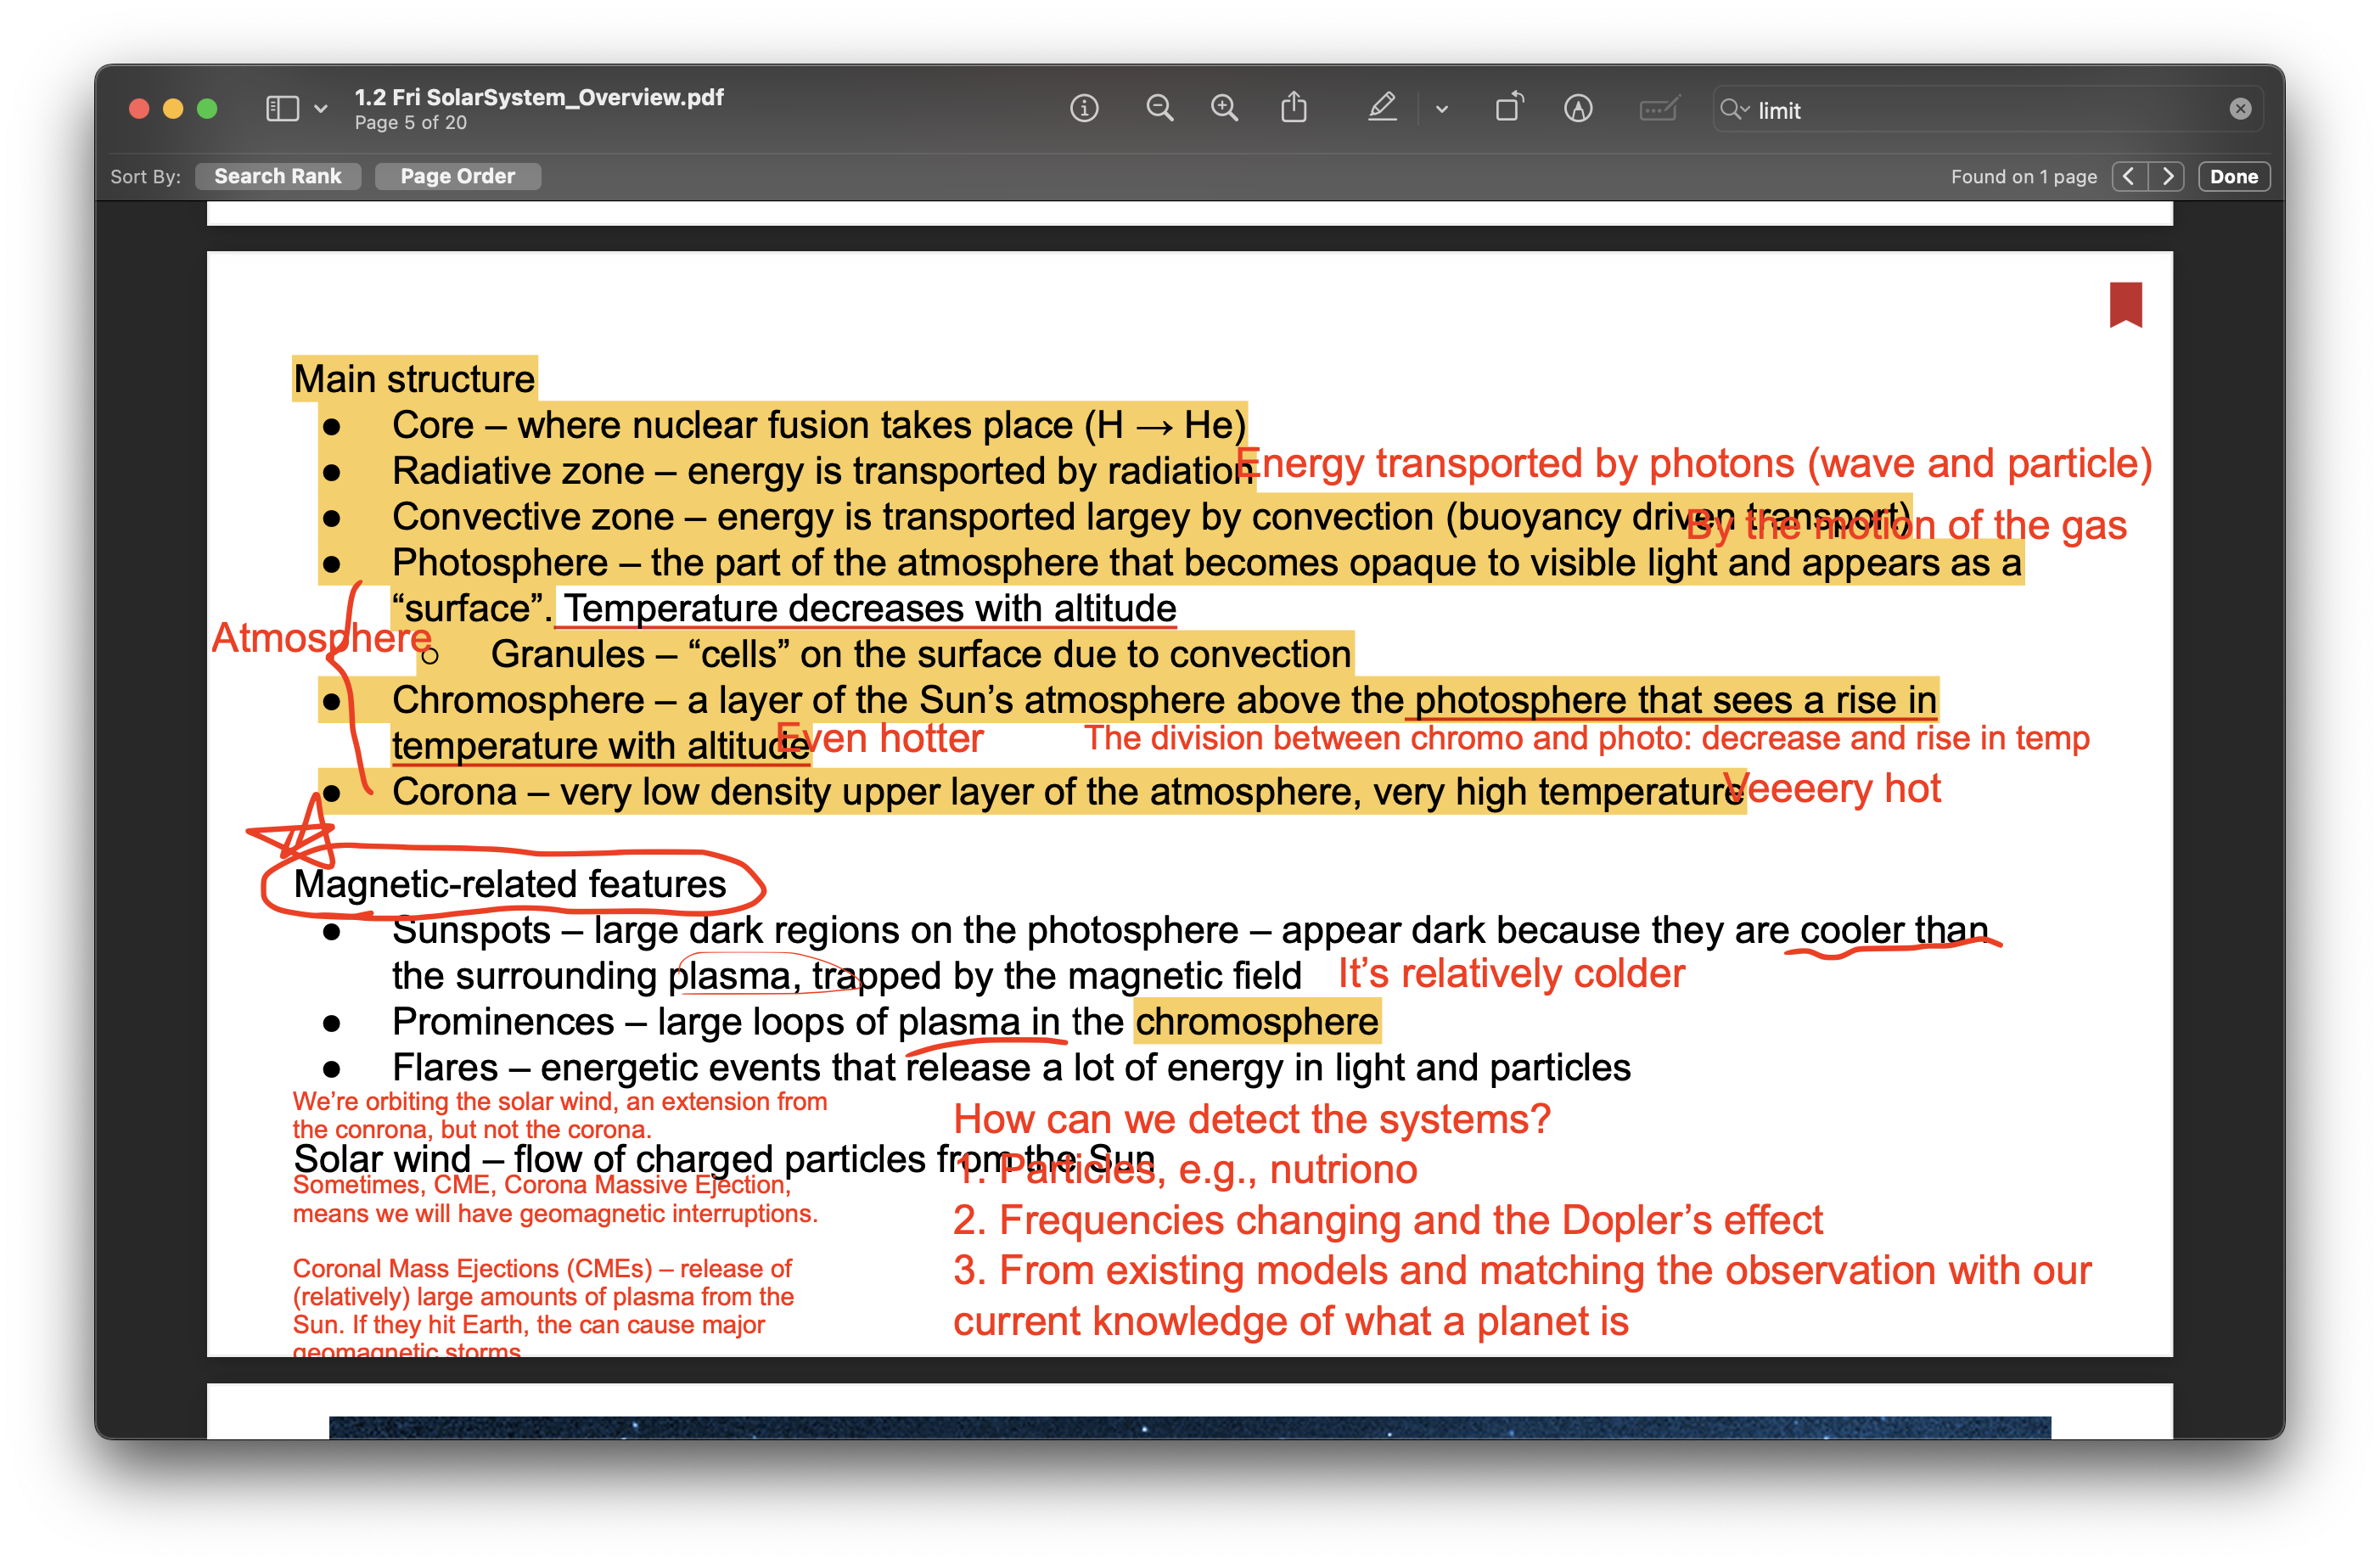 1.2 Fri SolarSystem_Overview.pdf
Page 5 of 20
limit
Sort By:
Search Rank
Page Order
Found on 1 page
Done
Main structure
● Core – where nuclear fusion takes place (H → He)
● Radiative zone – energy is transported by radiation
Energy transported by photons (wave and particle)
● Convective zone – energy is transported largey by convection (buoyancy driven transport)
By the motion of the gas
● Photosphere – the part of the atmosphere that becomes opaque to visible light and appears as a
“surface”. Temperature decreases with altitude
Atmosphere
○ Granules – “cells” on the surface due to convection
● Chromosphere – a layer of the Sun’s atmosphere above the photosphere that sees a rise in
temperature with altitude
Even hotter
The division between chromo and photo: decrease and rise in temp
● Corona – very low density upper layer of the atmosphere, very high temperature
Veeeery hot
Magnetic-related features
● Sunspots – large dark regions on the photosphere – appear dark because they are cooler than
the surrounding plasma, trapped by the magnetic field
It’s relatively colder
● Prominences – large loops of plasma in the chromosphere
● Flares – energetic events that release a lot of energy in light and particles
We’re orbiting the solar wind, an extension from
the conrona, but not the corona.
Solar wind – flow of charged particles from the Sun
Sometimes, CME, Corona Massive Ejection,
means we will have geomagnetic interruptions.
Coronal Mass Ejections (CMEs) – release of
(relatively) large amounts of plasma from the
Sun. If they hit Earth, the can cause major
geomagnetic storms
How can we detect the systems?
1. Particles, e.g., nutriono
2. Frequencies changing and the Dopler’s effect
3. From existing models and matching the observation with our
current knowledge of what a planet is